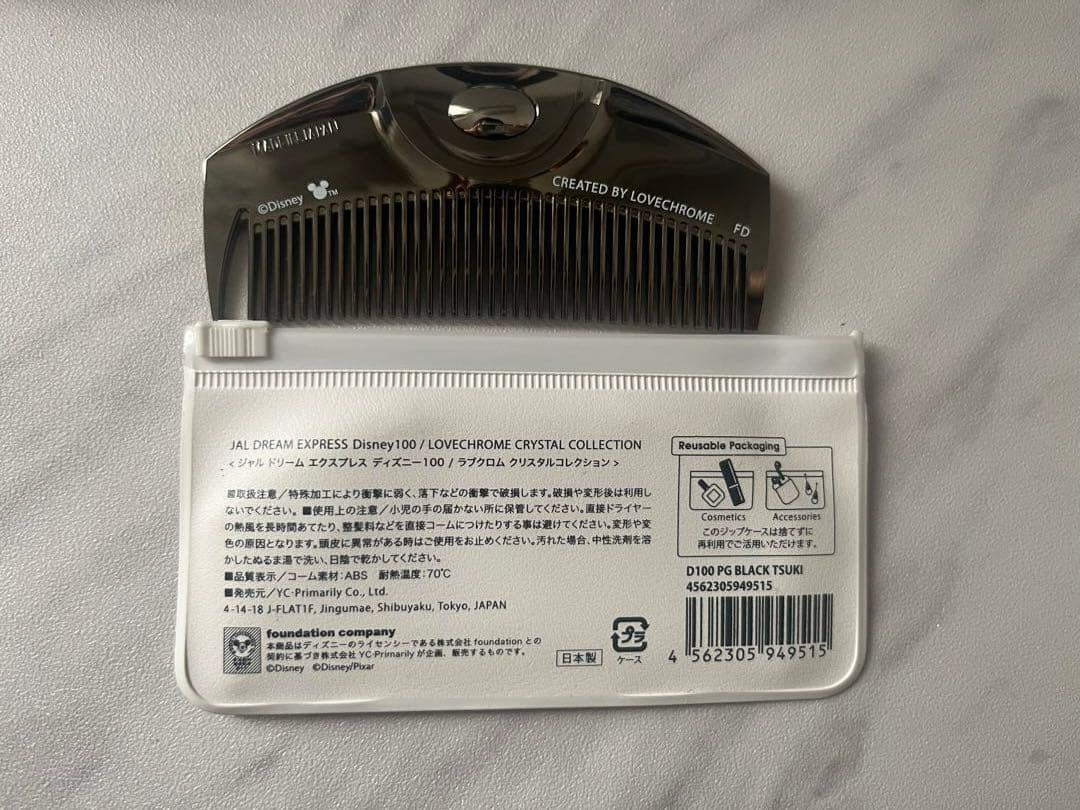 MADE IN JAPAN
©Disney TM
CREATED BY LOVECHROME FD
JAL DREAM EXPRESS Disney100 / LOVECHROME CRYSTAL COLLECTION
<ジャル ドリーム エクスプレス ディズニー100 / ラブクロム クリスタルコレクション>
■取扱注意／特殊加工により衝撃に弱く、落下などの衝撃で破損します。破損や変形後は利用し
ないでください。■使用上の注意／小児の手の届かない所に保管してください。直接ドライヤー
の熱風を長時間あてたり、整髪料などを直接コームにつけたりする事は避けてください。変形や変
色の原因となります。頭皮に異常がある時はご使用をお止めください。汚れた場合、中性洗剤を溶
かしたぬるま湯で洗い、日陰で乾かしてください。
■品質表示／コーム素材：ABS 耐熱温度：70℃
■発売元／YC・Primarily Co., Ltd.
4-14-18 J-FLAT1F, Jingumae, Shibuyaku, Tokyo, JAPAN
foundation company
本商品はディズニーのライセンシーである株式会社 foundation との
契約に基づき株式会社 YC・Primarily が企画、販売するものです。
©Disney ©Disney/Pixar
日本製
プラ
ケース
Reusable Packaging
Cosmetics Accessories
このジップケースは捨てずに
再利用でご活用いただけます。
D100 PG BLACK TSUKI
4562305949515
4 562305 949515